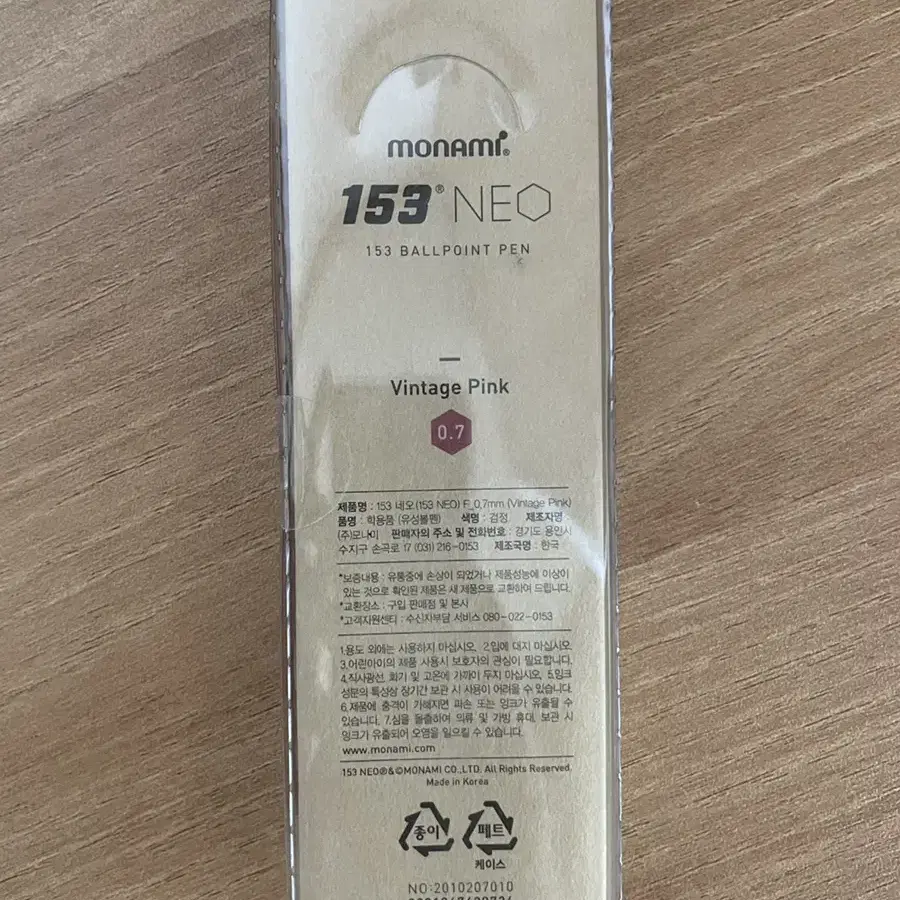 monami®
153® NEO
153 BALLPOINT PEN
Vintage Pink
0.7
제품명 : 153 네오(153 NEO) F_0.7mm (Vintage Pink)
품명 : 학용품 (유성볼펜) 색명 : 검정 제조자명 :
(주)모나미 판매자의 주소 및 전화번호 : 경기도 용인시
수지구 손곡로 17 (031) 216-0153 제조국명 : 한국
*보증내용 : 유통중에 손상이 되었거나 제품성능에 이상이
있는 것으로 확인된 제품은 새 제품으로 교환하여 드립니다.
*교환장소 : 구입 판매점 및 본사
*고객지원센티 : 수신자부담 서비스 080-022-0153
1.용도 외에는 사용하지 마십시오. 2.입에 대지 마십시오.
3.어린아이의 제품 사용시 보호자의 관심이 필요합니다.
4.직사광선, 화기 및 고온에 가까이 두지 마십시오. 5.잉크
성분의 특성상 장기간 보관 시 사용이 어려울 수 있습니다.
6.제품에 충격이 가해지면 파손 또는 잉크가 유출될 수
있습니다. 7.심을 돌출하여 의류 및 가방 휴대, 보관 시
잉크가 유출되어 오염을 일으킬 수 있습니다.
www.monami.com
153 NEO®&©MONAMI CO.,LTD. All Rights Reserved.
Made in Korea
종이 페트
케이스
NO:2010207010